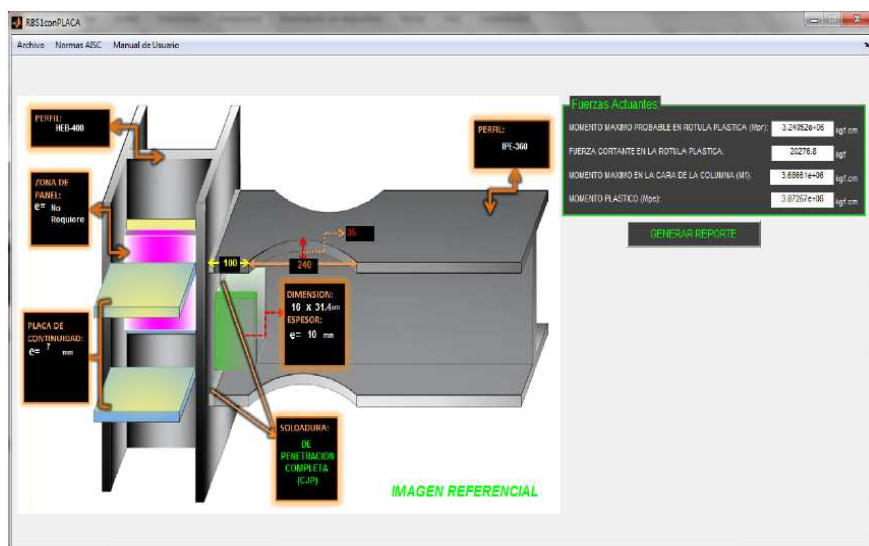 RBS1conPLACA
Archivo Normas AISC Manual de Usuario
PERFIL:
HEB-400
ZONA DE
PANEL:
e= No
Requiere
PLACA DE
CONTINUIDAD:
e= 7 mm
100
240
35
PERFIL:
IPE-360
DIMENSION:
16 X 31.4cm
ESPESOR:
e= 10 mm
SOLDADURA:
DE
PENETRACION
COMPLETA
(CJP)
IMAGEN REFERENCIAL
Fuerzas Actuantes
MOMENTO MAXIMO PROBABLE EN ROTULA PLASTICA (Mpr): 3.24052e+06 kgf.cm
FUERZA CORTANTE EN LA ROTULA PLASTICA: 20276.8 kgf
MOMENTO MAXIMO EN LA CARA DE LA COLUMNA (Mf): 3.68661e+06 kgf.cm
MOMENTO PLASTICO (Mpe): 3.87267e+06 kgf.cm
GENERAR REPORTE